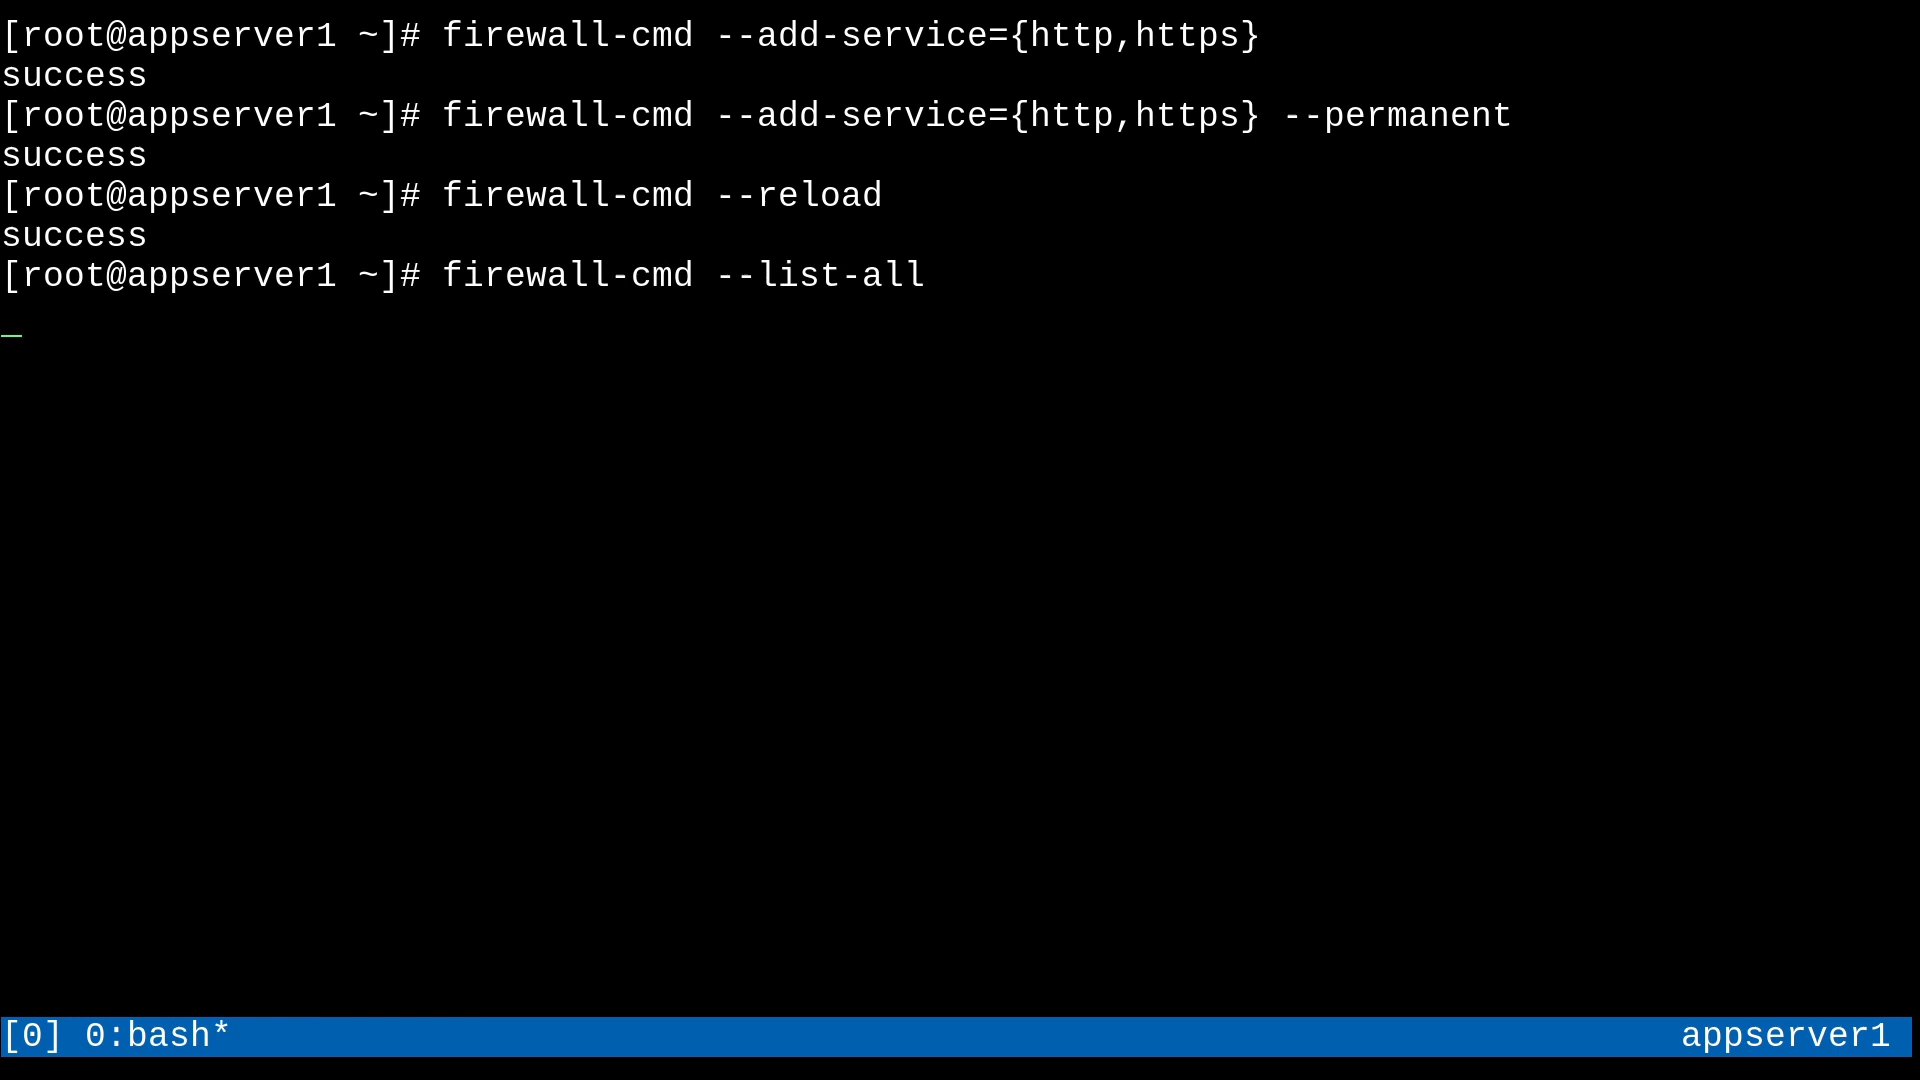 [root@appserver1 ~]# firewall-cmd --add-service={http,https}
success
[root@appserver1 ~]# firewall-cmd --add-service={http,https} --permanent
success
[root@appserver1 ~]# firewall-cmd --reload
success
[root@appserver1 ~]# firewall-cmd --list-all
[0] 0:bash* appserver1